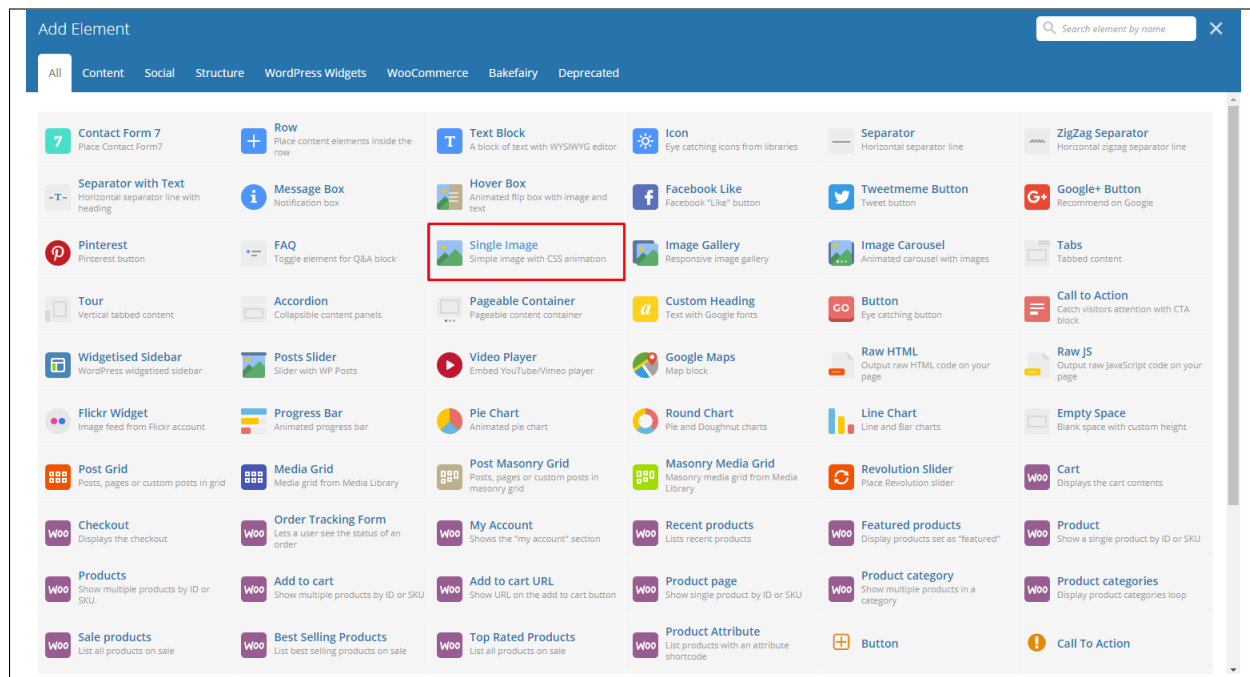 Add Element
Search element by name
All Content Social Structure WordPress Widgets WooCommerce Bakefairy Deprecated
7 Contact Form 7
Place Contact Form7
Row
Place content elements inside the
row
T Text Block
A block of text with WYSIWYG editor
Icon
Eye catching icons from libraries
Separator
Horizontal separator line
ZigZag Separator
Horizontal zigzag separator line
-T- Separator with Text
Horizontal separator line with
heading
i Message Box
Notification box
Hover Box
Animated flip box with image and
text
f Facebook Like
Facebook "Like" button
Tweetmeme Button
Tweet button
G+ Google+ Button
Recommend on Google
Pinterest
Pinterest button
FAQ
Toggle element for Q&A block
Single Image
Simple image with CSS animation
Image Gallery
Responsive image gallery
Image Carousel
Animated carousel with images
Tabs
Tabbed content
Tour
Vertical tabbed content
Accordion
Collapsible content panels
Pageable Container
Pageable content container
a Custom Heading
Text with Google fonts
GO Button
Eye catching button
Call to Action
Catch visitors attention with CTA
block
Widgetised Sidebar
WordPress widgetised sidebar
Posts Slider
Slider with WP Posts
Video Player
Embed YouTube/Vimeo player
Google Maps
Map block
Raw HTML
Output raw HTML code on your
page
Raw JS
Output raw JavaScript code on your
page
Flickr Widget
Image feed from Flickr account
Progress Bar
Animated progress bar
Pie Chart
Animated pie chart
Round Chart
Pie and Doughnut charts
Line Chart
Line and Bar charts
Empty Space
Blank space with custom height
Post Grid
Posts, pages or custom posts in grid
Media Grid
Media grid from Media Library
Post Masonry Grid
Posts, pages or custom posts in
masonry grid
Masonry Media Grid
Masonry media grid from Media
Library
Revolution Slider
Place Revolution slider
Woo Cart
Displays the cart contents
Woo Checkout
Displays the checkout
Woo Order Tracking Form
Lets a user see the status of an
order
Woo My Account
Shows the "my account" section
Woo Recent products
Lists recent products
Woo Featured products
Display products set as "featured"
Woo Product
Show a single product by ID or SKU
Woo Products
Show multiple products by ID or
SKU.
Woo Add to cart
Show multiple products by ID or SKU
Woo Add to cart URL
Show URL on the add to cart button
Woo Product page
Show single product by ID or SKU
Woo Product category
Show multiple products in a
category
Woo Product categories
Display product categories loop
Woo Sale products
List all products on sale
Woo Best Selling Products
List best selling products on sale
Woo Top Rated Products
List all products on sale
Woo Product Attribute
List products with an attribute
shortcode
Button
Call To Action